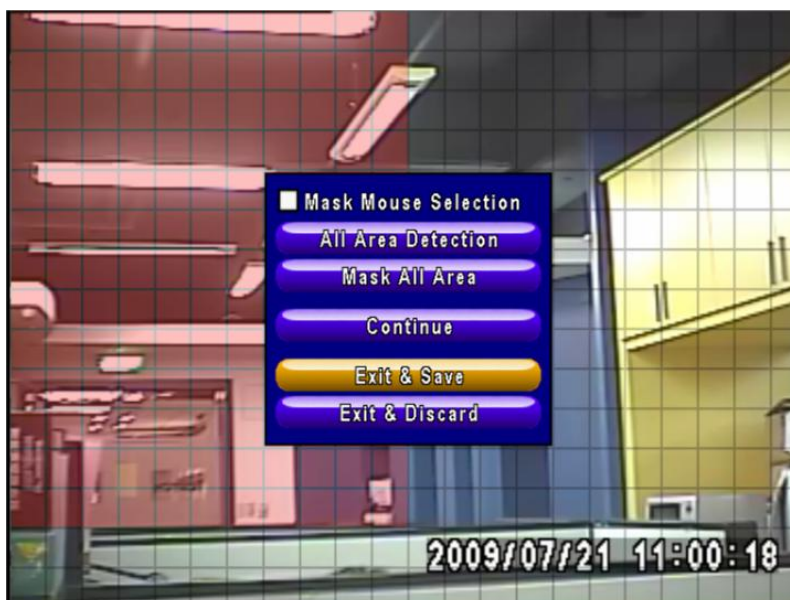 Mask Mouse Selection
All Area Detection
Mask All Area
Continue
Exit & Save
Exit & Discard
2009/07/21 11:00:18